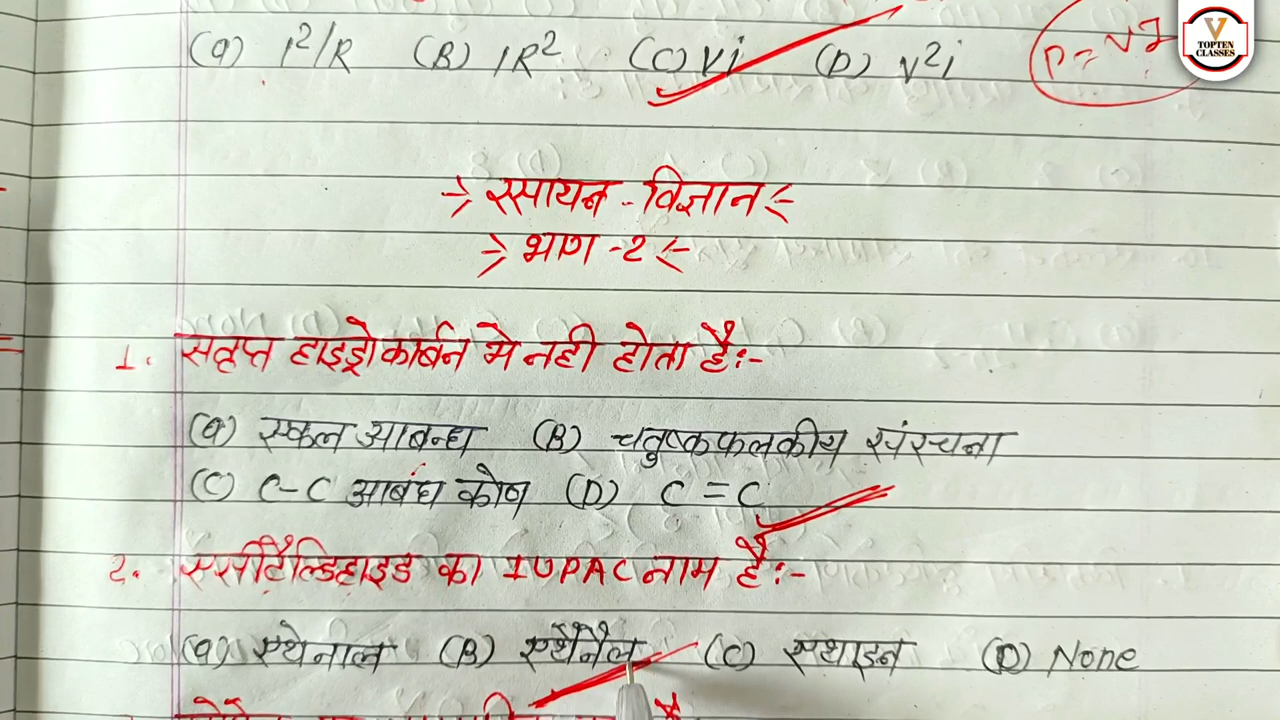 (a) I²/R (B) IR² (C) Vi (D) V²i P = VI
V TOPTEN CLASSES
रसायन - विज्ञान
भाग - 2
1. सतृप्त हाइड्रोकार्बन मे नही होता है:-
(a) एकल आबन्ध (B) चतुष्कफलकीय संरचना
(C) C-C आबंध कोण (D) C = C
2. एसीटैल्डिहाइड का IUPAC नाम है:-
(a) एथेनाल (B) एथेनैल (C) एथाइन (D) None